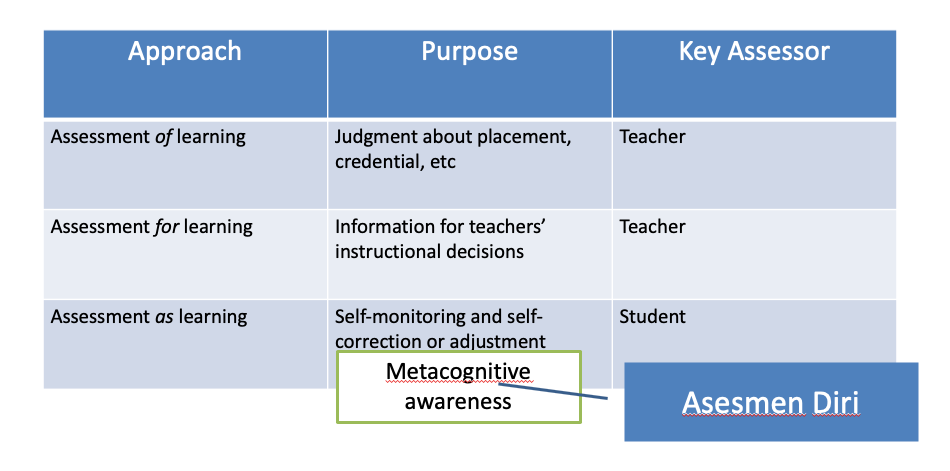 Approach
Purpose
Key Assessor
Assessment of learning
Judgment about placement,
credential, etc
Teacher
Assessment for learning
Information for teachers’
instructional decisions
Teacher
Assessment as learning
Self-monitoring and self-
correction or adjustment
Student
Metacognitive
awareness
Asesmen Diri